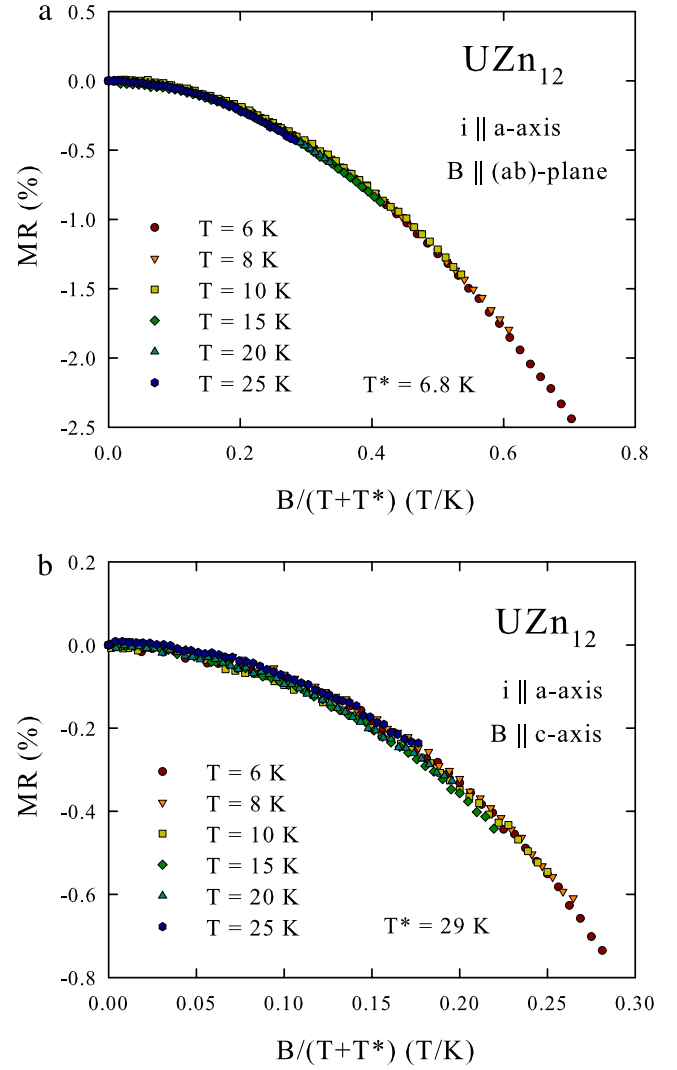 a
0.5
0.0
-0.5
-1.0
-1.5
-2.0
-2.5
MR (%)
UZn₁₂
i || a-axis
B || (ab)-plane
T = 6 K
T = 8 K
T = 10 K
T = 15 K
T = 20 K
T = 25 K
T* = 6.8 K
0.0 0.2 0.4 0.6 0.8
B/(T+T*) (T/K)
b
0.2
0.0
-0.2
-0.4
-0.6
-0.8
MR (%)
UZn₁₂
i || a-axis
B || c-axis
T = 6 K
T = 8 K
T = 10 K
T = 15 K
T = 20 K
T = 25 K
T* = 29 K
0.00 0.05 0.10 0.15 0.20 0.25 0.30
B/(T+T*) (T/K)